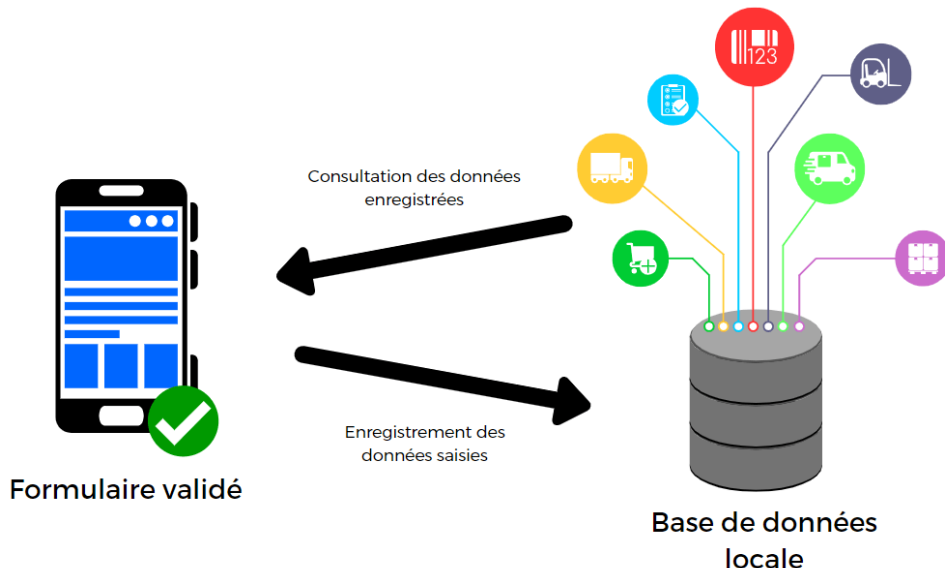 123
Consultation des données
enregistrées
Enregistrement des
données saisies
Formulaire validé
Base de données
locale